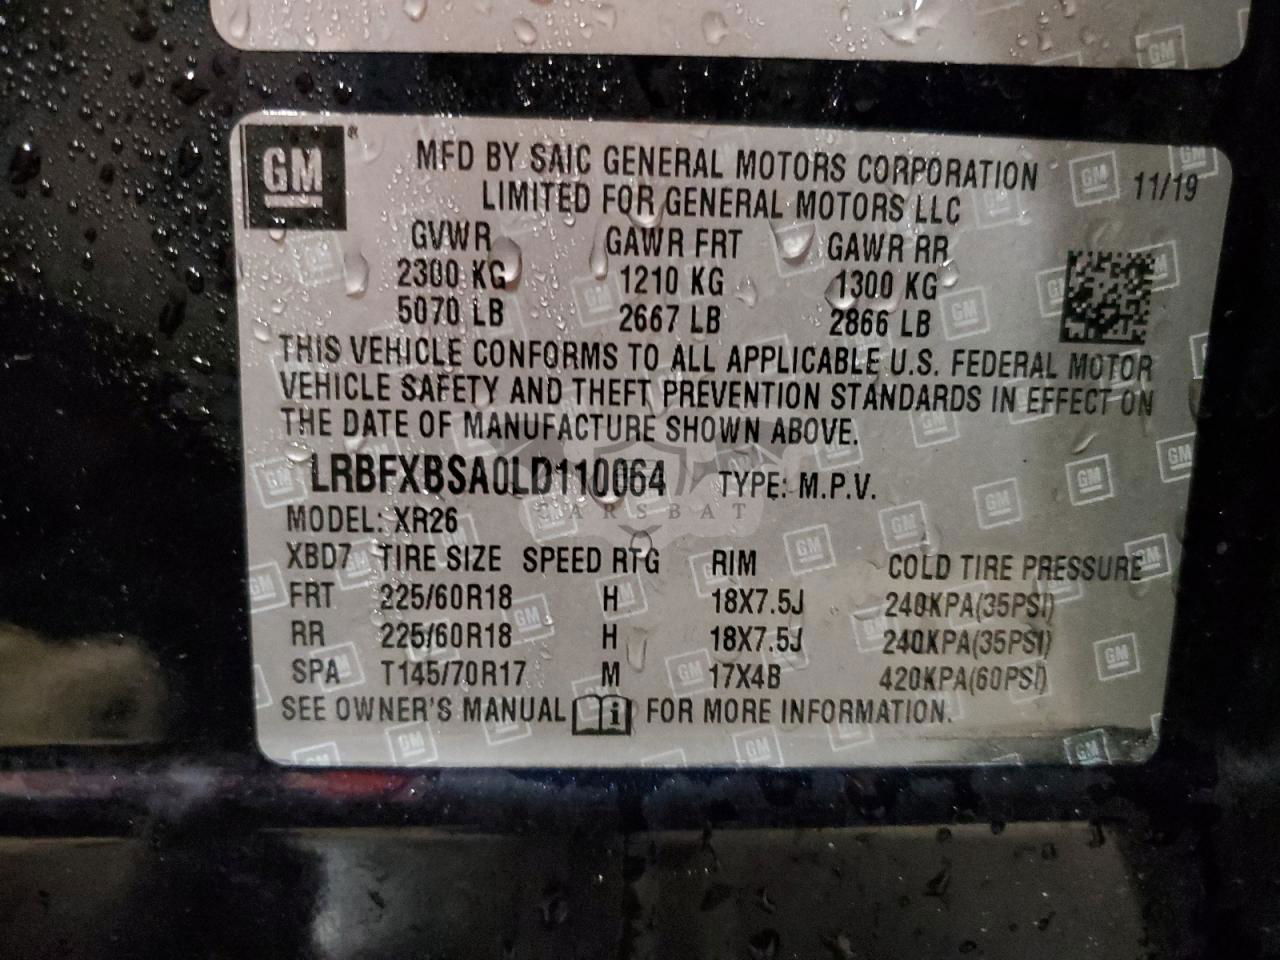 GM
MFD BY SAIC GENERAL MOTORS CORPORATION 11/19
LIMITED FOR GENERAL MOTORS LLC
GVWR GAWR FRT GAWR RR
2300 KG 1210 KG 1300 KG
5070 LB 2667 LB 2866 LB
THIS VEHICLE CONFORMS TO ALL APPLICABLE U.S. FEDERAL MOTOR
VEHICLE SAFETY AND THEFT PREVENTION STANDARDS IN EFFECT ON
THE DATE OF MANUFACTURE SHOWN ABOVE.
LRBFXBSA0LD110064 TYPE: M.P.V.
CARSBAT
MODEL: XR26
XBD7 TIRE SIZE SPEED RTG RIM COLD TIRE PRESSURE
FRT 225/60R18 H 18X7.5J 240KPA(35PSI)
RR 225/60R18 H 18X7.5J 240KPA(35PSI)
SPA T145/70R17 M 17X4B 420KPA(60PSI)
SEE OWNER'S MANUAL i FOR MORE INFORMATION.